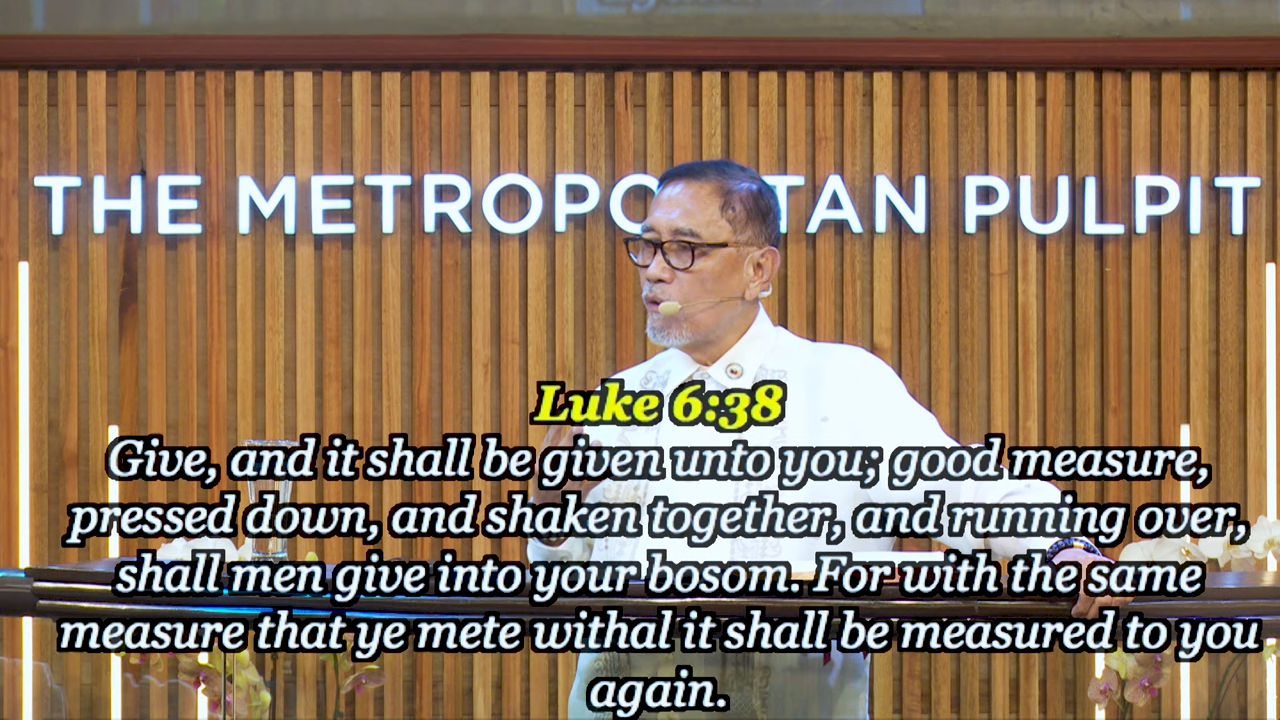 THE METROPOLITAN PULPIT
Luke 6:38
Give, and it shall be given unto you; good measure,
pressed down, and shaken together, and running over,
shall men give into your bosom. For with the same
measure that ye mete withal it shall be measured to you
again.